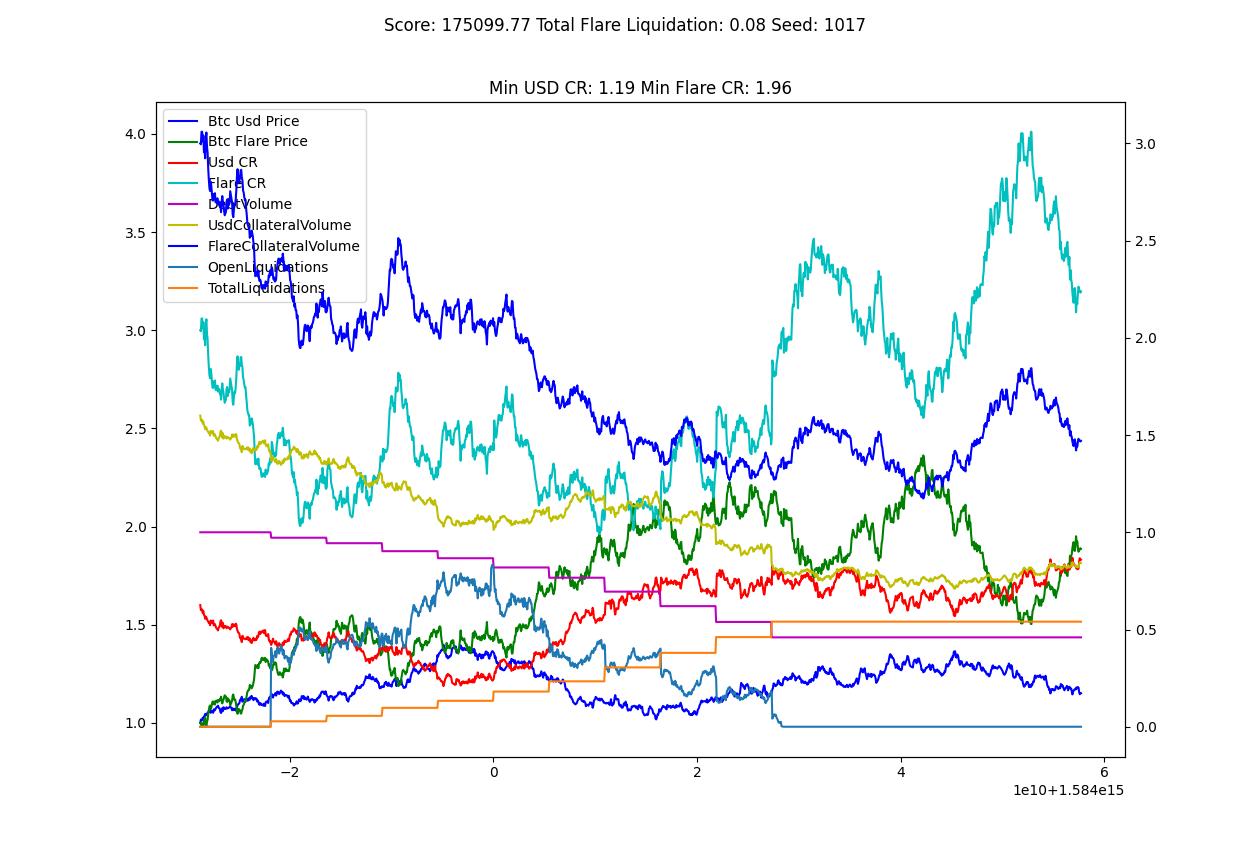 Score: 175099.77 Total Flare Liquidation: 0.08 Seed: 1017
Min USD CR: 1.19 Min Flare CR: 1.96
Btc Usd Price
Btc Flare Price
Usd CR
Flare CR
DebtVolume
UsdCollateralVolume
FlareCollateralVolume
OpenLiquidations
TotalLiquidations
4.0
3.5
3.0
2.5
2.0
1.5
1.0
3.0
2.5
2.0
1.5
1.0
0.5
0.0
−2
0
2
4
6
1e10+1.584e15